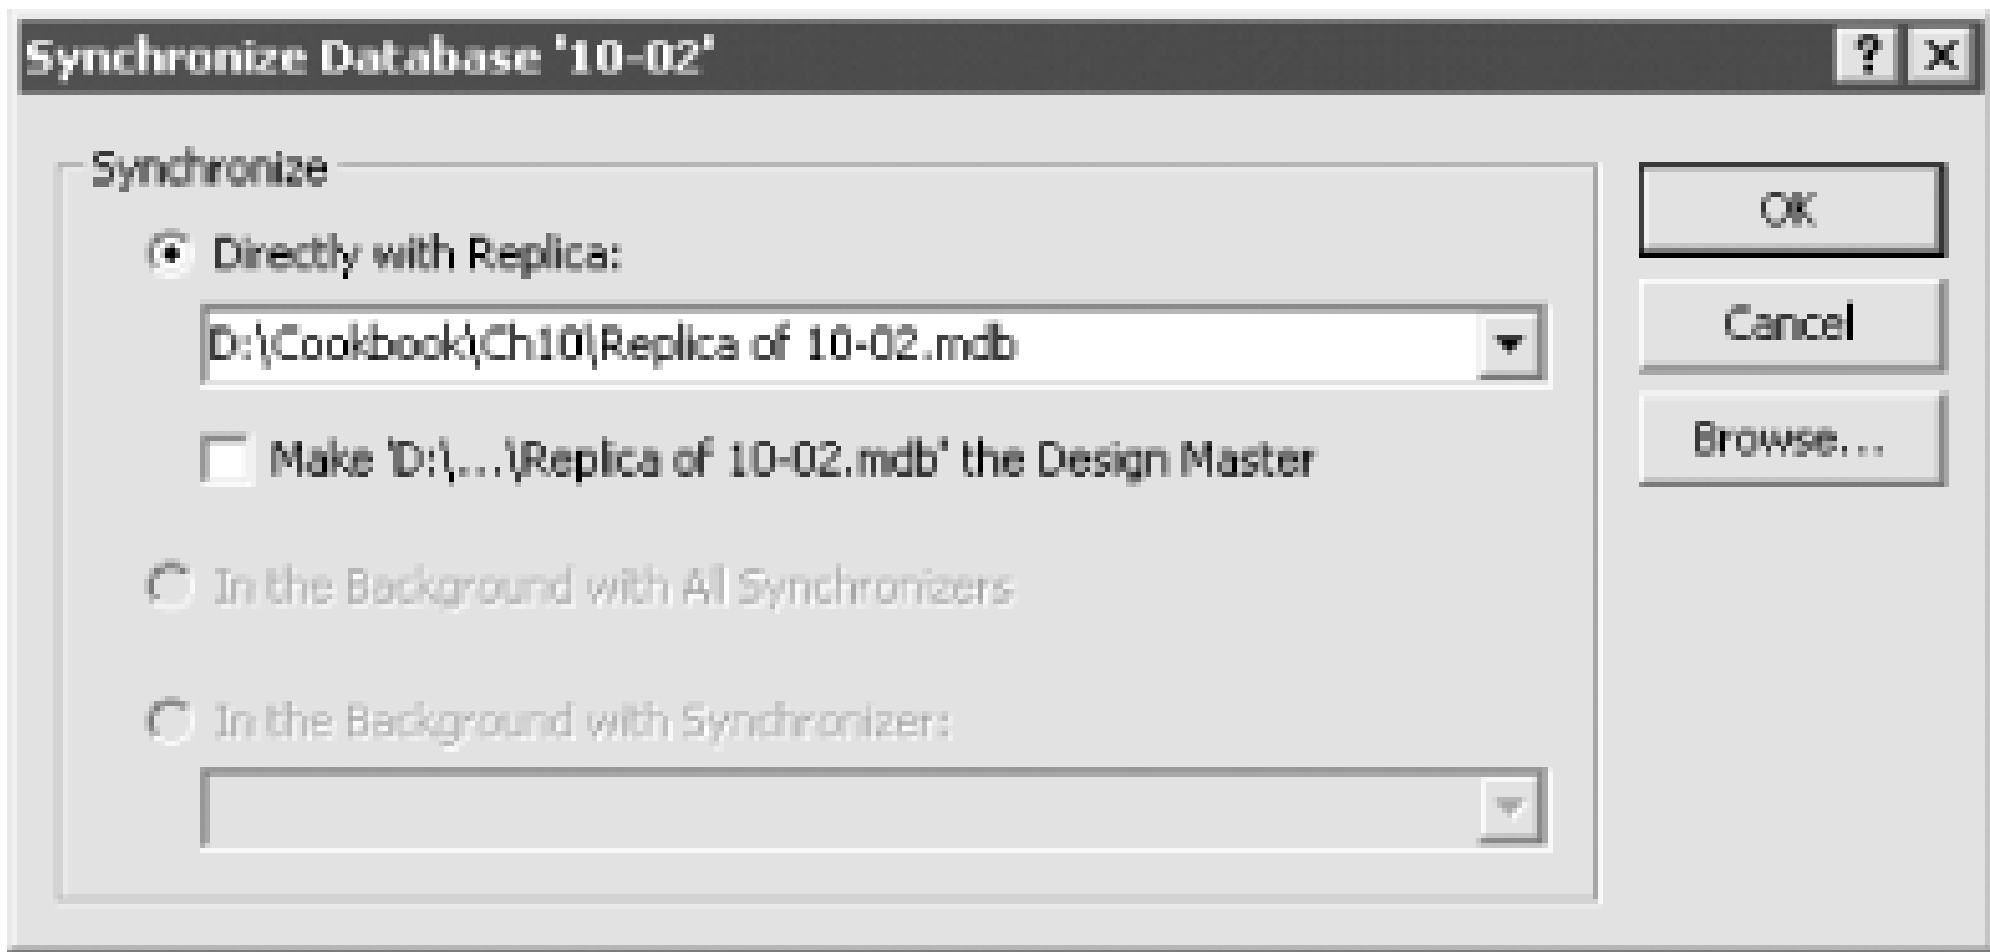 Synchronize Database '10-02'
? X
Synchronize
Directly with Replica:
D:\Cookbook\Ch10\Replica of 10-02.mdb
Make 'D:\...\Replica of 10-02.mdb' the Design Master
In the Background with All Synchronizers
In the Background with Synchronizer:
OK
Cancel
Browse...